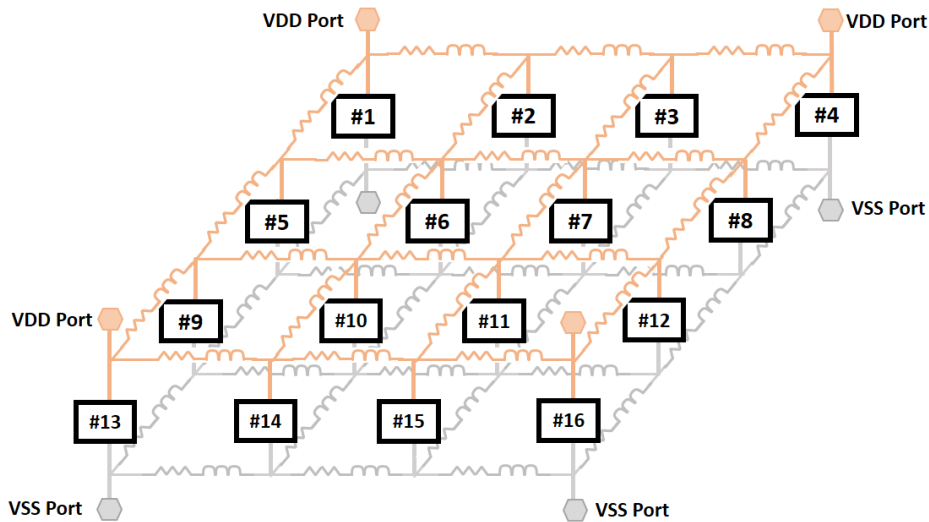 VDD Port
VDD Port
#1
#2
#3
#4
VSS Port
#5
#6
#7
#8
VDD Port
#9
#10
#11
#12
#13
#14
#15
#16
VSS Port
VSS Port